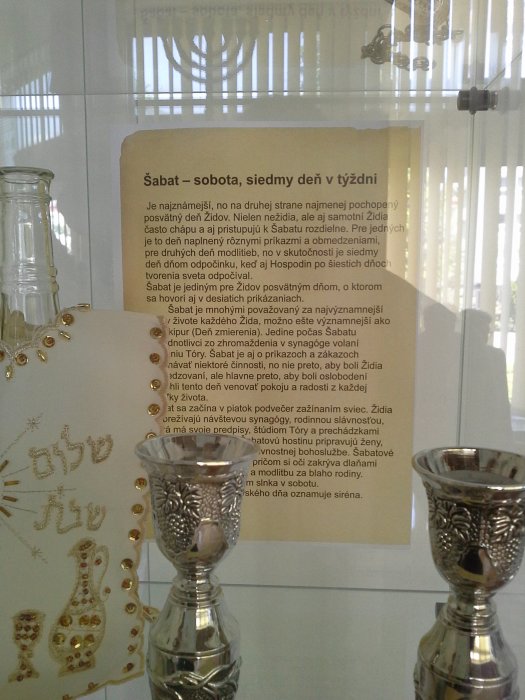 Šabat – sobota, siedmy deň v týždni
Je najznámejší, no na druhej strane najmenej pochopený
posvätný deň Židov. Nielen nežidia, ale aj samotní Židia
často chápu a aj pristupujú k Šabatu rozdielne. Pre jedných
je to deň naplnený rôznymi príkazmi a obmedzeniami,
pre druhých deň modlitieb, no v skutočnosti je siedmy
deň dňom odpočinku, keď aj Hospodin po šiestich dňoch
tvorenia sveta odpočíval.
Šabat je jediným pre Židov posvätným dňom, o ktorom
sa hovorí aj v desiatich prikázaniach.
Šabat je mnohými považovaný za najvýznamnejší
v živote každého Žida, možno ešte významnejší ako
kipur (Deň zmierenia). Jedine počas Šabatu
dnotlivci zo zhromaždenia v synagóge volaní
niu Tóry. Šabat je aj o príkazoch a zákazoch
návať niektoré činnosti, no nie preto, aby boli Židia
edzovaní, ale hlavne preto, aby boli oslobodení
hli tento deň venovať pokoju a radosti z každej
ky života.
at sa začína v piatok podvečer zažínaním sviec. Židia
prežívajú návštevou synagógy, rodinnou slávnosťou,
á má svoje predpisy, štúdiom Tóry a prechádzkami
abatovú hostinu pripravujú ženy,
ávnostnej bohoslužbe. Šabatové
pričom si oči zakrýva dlaňami
a modlitbu za blaho rodiny.
m slnka v sobotu.
ského dňa oznamuje siréna.
שלום
שבת